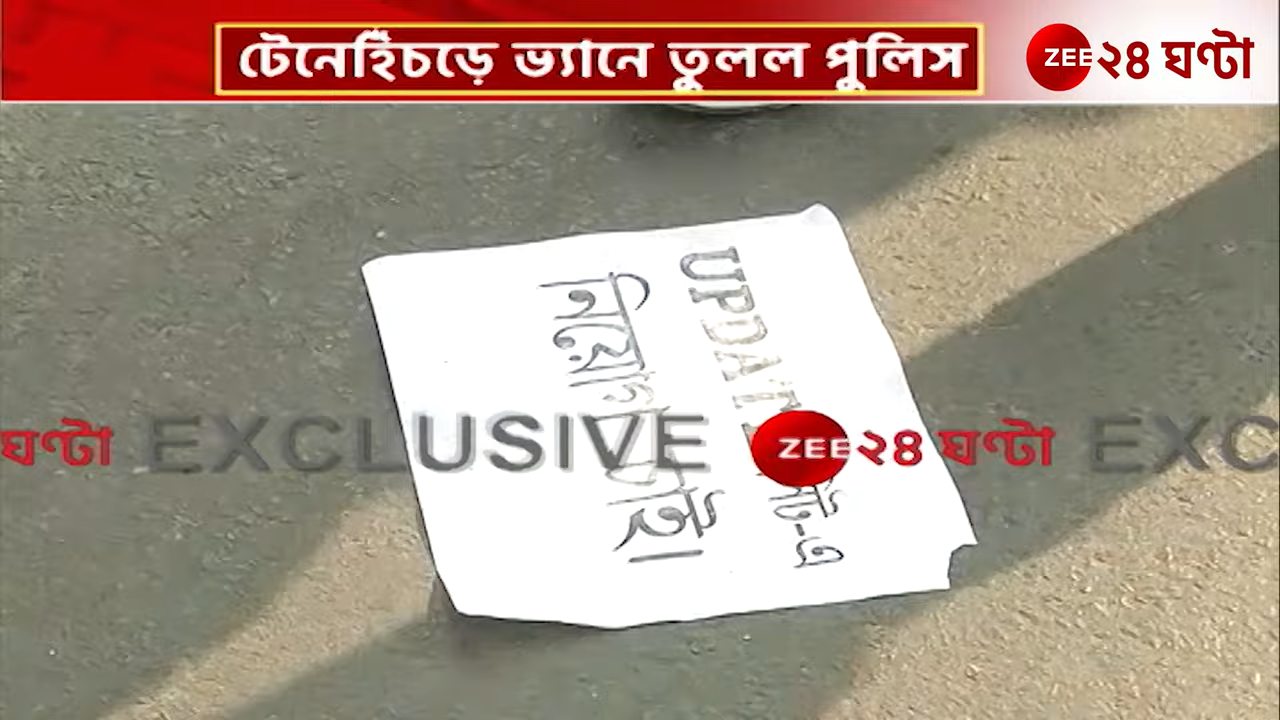 টেনেহিঁচড়ে ভ্যানে তুলল পুলিস
ZEE ২৪ ঘণ্টা
UPDATE
নিয়োগ চাই।
ঘণ্টা EXCLUSIVE ZEE ২৪ ঘণ্টা EXC